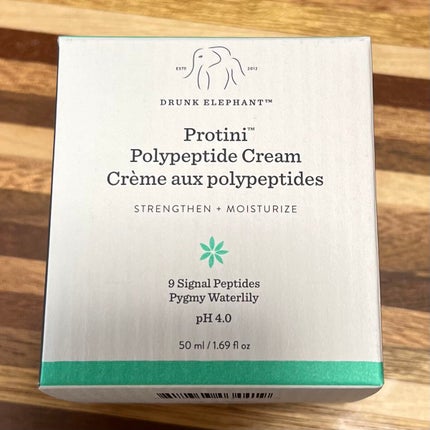 ESTD 2012
DRUNK ELEPHANT™
Protini™
Polypeptide Cream
Crème aux polypeptides
STRENGTHEN + MOISTURIZE
9 Signal Peptides
Pygmy Waterlily
pH 4.0
50 ml / 1.69 fl oz